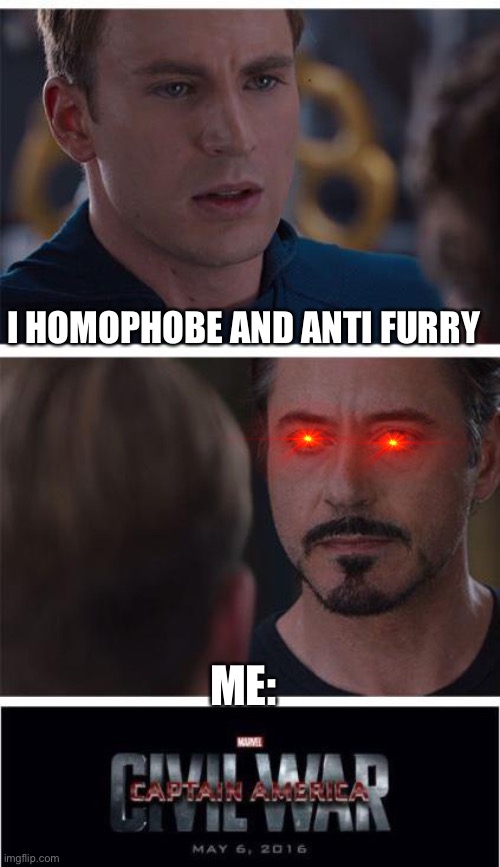 I HOMOPHOBE AND ANTI FURRY
ME:
MARVEL
CIVIL WAR
CAPTAIN AMERICA
MAY 6, 2016
imgflip.com